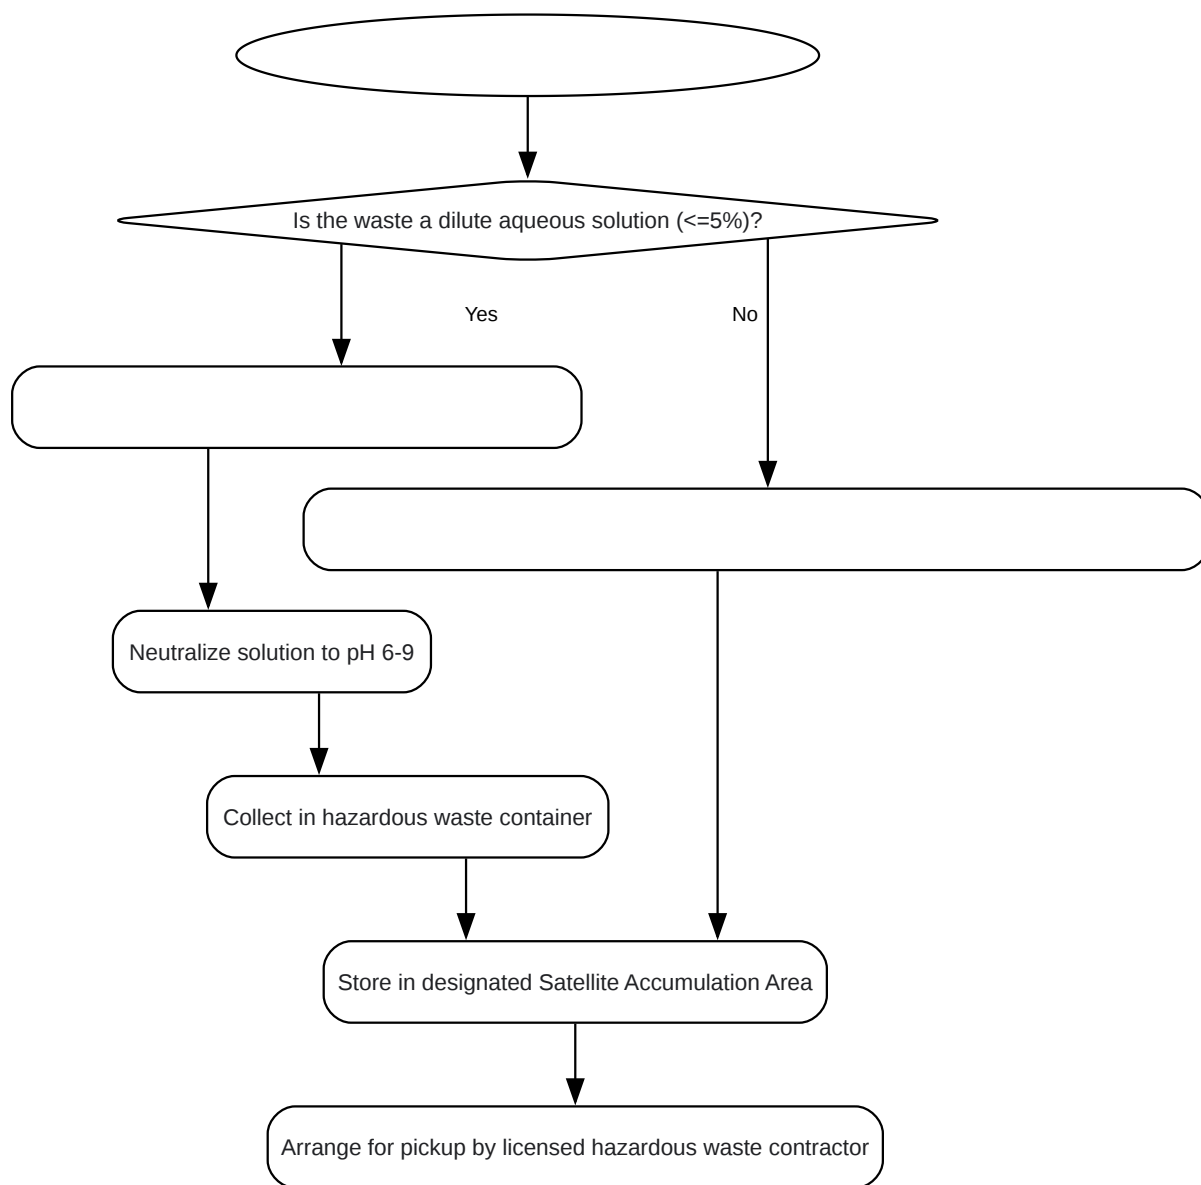 Is the waste a dilute aqueous solution (<=5%)?
Yes
No
Neutralize solution to pH 6-9
Collect in hazardous waste container
Store in designated Satellite Accumulation Area
Arrange for pickup by licensed hazardous waste contractor